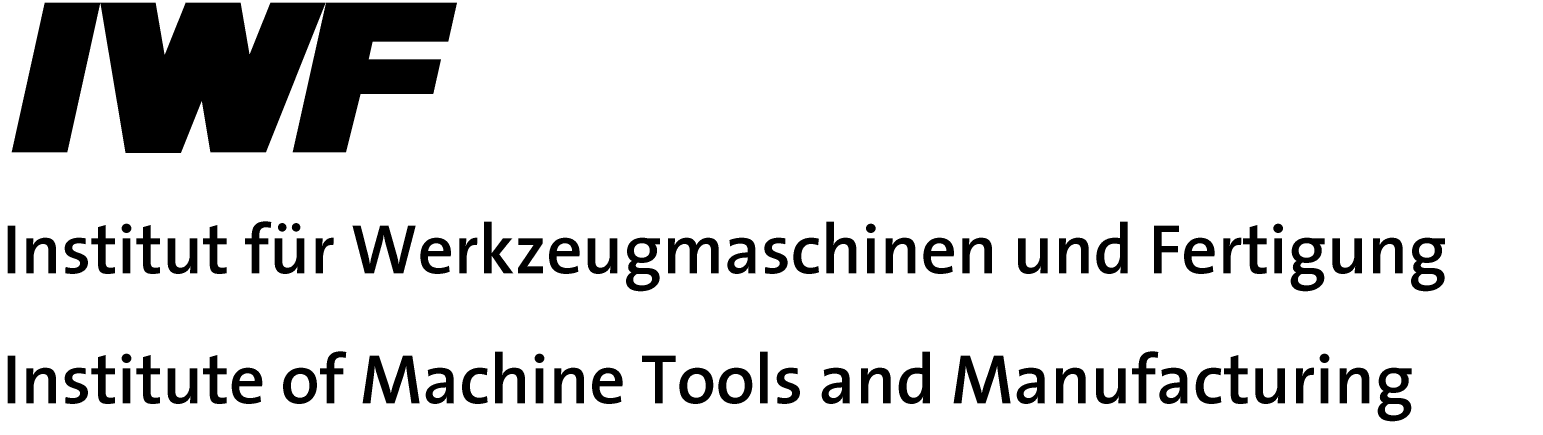 IWF
Institut für Werkzeugmaschinen und Fertigung
Institute of Machine Tools and Manufacturing